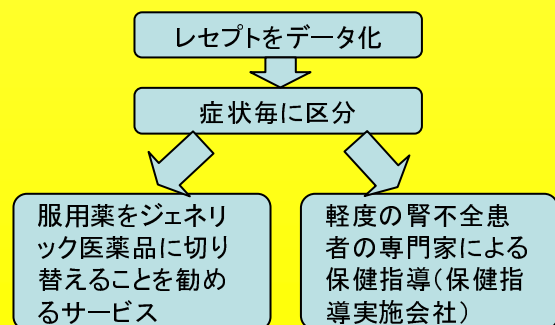 レセプトをデータ化
症状毎に区分
服用薬をジェネリ
ック医薬品に切り
替えることを勧め
るサービス
軽度の腎不全患
者の専門家による
保健指導(保健指
導実施会社)